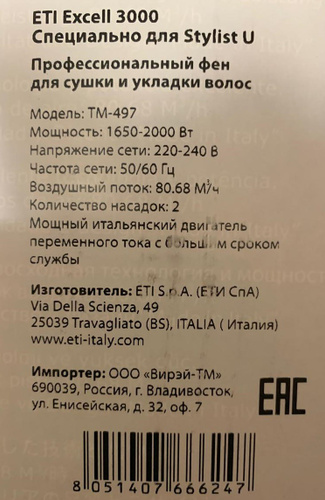 ETI Excell 3000
Специально для Stylist U
Профессиональный фен
для сушки и укладки волос
Модель: TM-497
Мощность: 1650-2000 Вт
Напряжение сети: 220-240 В
Частота сети: 50/60 Гц
Воздушный поток: 80.68 М³/ч
Количество насадок: 2
Мощный итальянский двигатель
переменного тока с большим сроком
службы
Изготовитель: ETI S.p.A. (ЕТИ СпА)
Via Della Scienza, 49
25039 Travagliato (BS), ITALIA ( Италия)
www.eti-italy.com
Импортер: ООО «Вирэй-ТМ»
690039, Россия, г. Владивосток,
ул. Енисейская, д. 32, оф. 7
EAC
8 051407 666247